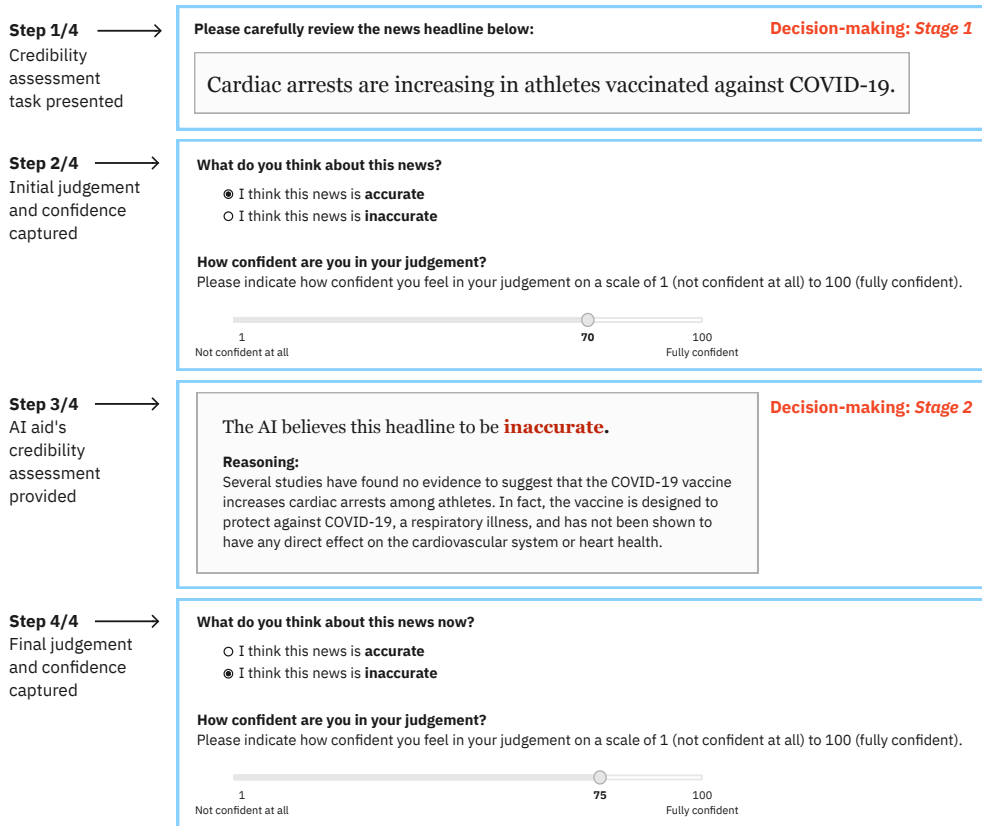 Step 1/4
Credibility
assessment
task presented
Please carefully review the news headline below:
Decision-making: Stage 1
Cardiac arrests are increasing in athletes vaccinated against COVID-19.
Step 2/4
Initial judgement
and confidence
captured
What do you think about this news?
I think this news is accurate
I think this news is inaccurate
How confident are you in your judgement?
Please indicate how confident you feel in your judgement on a scale of 1 (not confident at all) to 100 (fully confident).
1 70 100
Not confident at all Fully confident
Step 3/4
AI aid's
credibility
assessment
provided
Decision-making: Stage 2
The AI believes this headline to be inaccurate.
Reasoning:
Several studies have found no evidence to suggest that the COVID-19 vaccine
increases cardiac arrests among athletes. In fact, the vaccine is designed to
protect against COVID-19, a respiratory illness, and has not been shown to
have any direct effect on the cardiovascular system or heart health.
Step 4/4
Final judgement
and confidence
captured
What do you think about this news now?
I think this news is accurate
I think this news is inaccurate
How confident are you in your judgement?
Please indicate how confident you feel in your judgement on a scale of 1 (not confident at all) to 100 (fully confident).
1 75 100
Not confident at all Fully confident